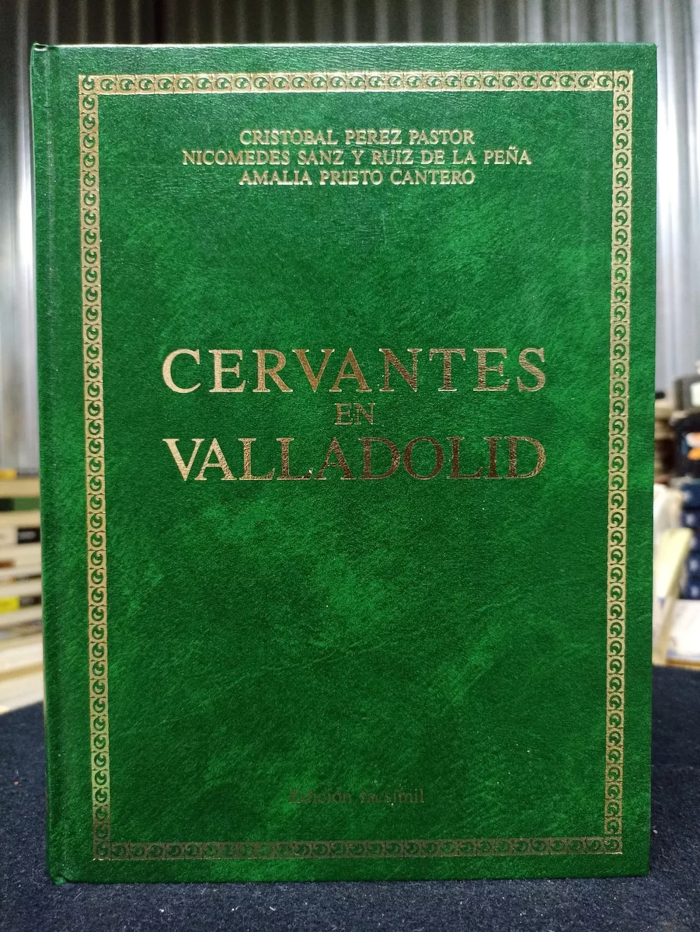 CRISTOBAL PEREZ PASTOR
NICOMEDES SANZ Y RUIZ DE LA PEÑA
AMALIA PRIETO CANTERO
CERVANTES
EN
VALLADOLID
Edición facsímil